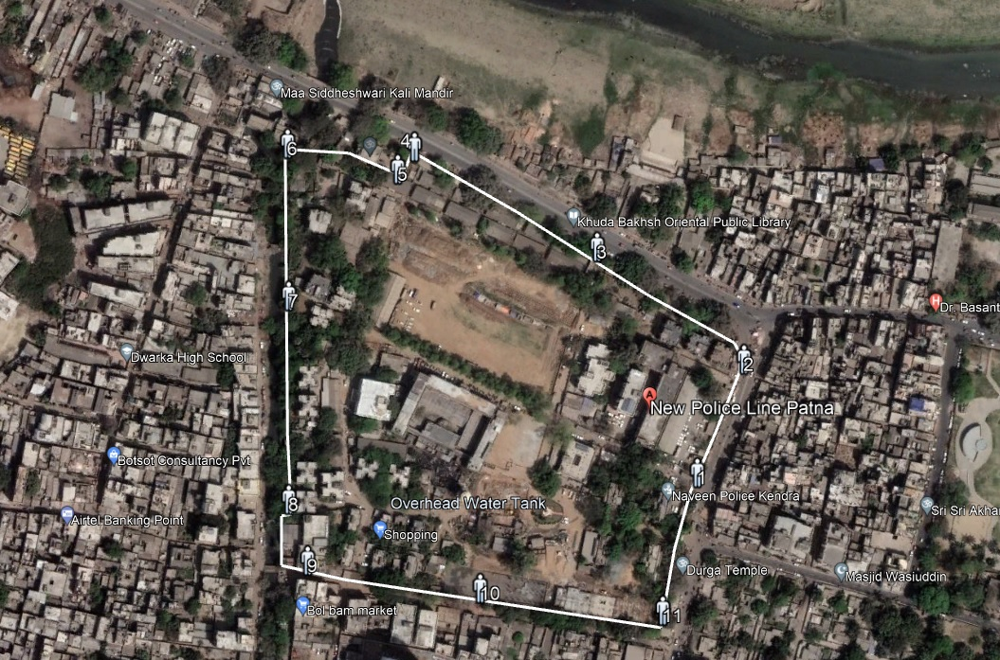 Maa Siddheshwari Kali Mandir
4
6
5
Khuda Bakhsh Oriental Public Library
3
7
H
Dr. Basant
Dwarka High School
2
A
New Police Line Patna
Botsot Consultancy Pvt
1
Naveen Police Kendra
8
Overhead Water Tank
Sri Sri Akha
Airtel Banking Point
Shopping
9
Durga Temple
Masjid Wasiuddin
10
Bol bam market
11